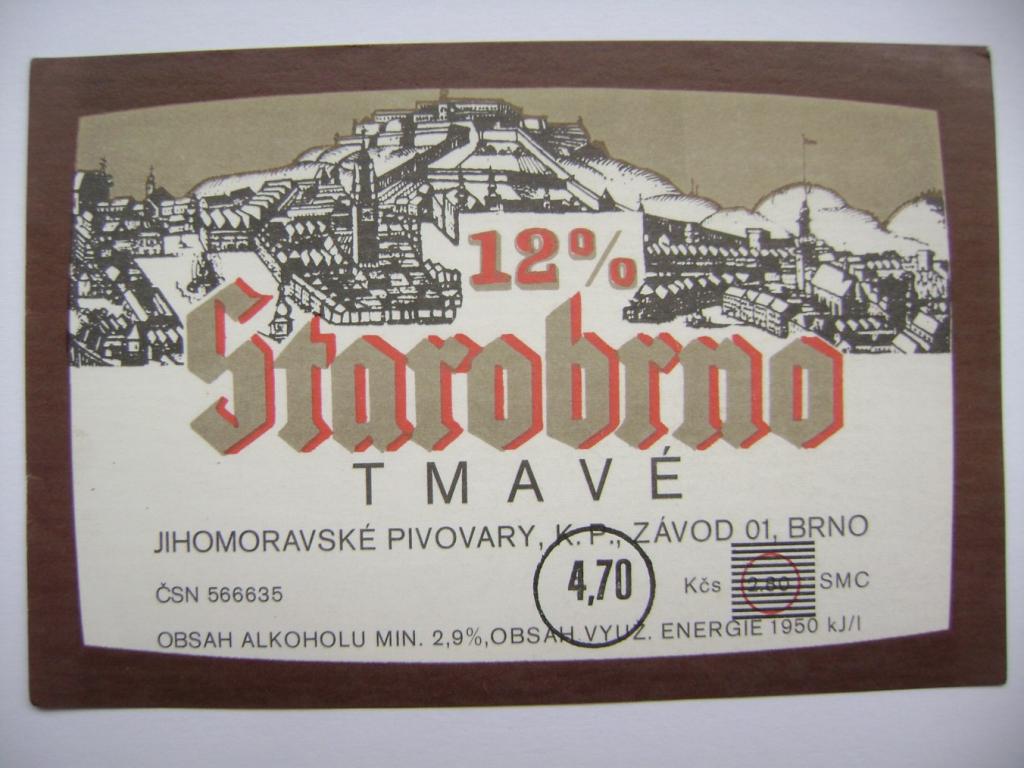 12%
Starobrno
TMAVÉ
JIHOMORAVSKÉ PIVOVARY, K. P., ZÁVOD 01, BRNO
ČSN 566635 4,70 Kčs 2.80 SMC
OBSAH ALKOHOLU MIN. 2,9%,OBSAH VYUŽ. ENERGIE 1950 kJ/l